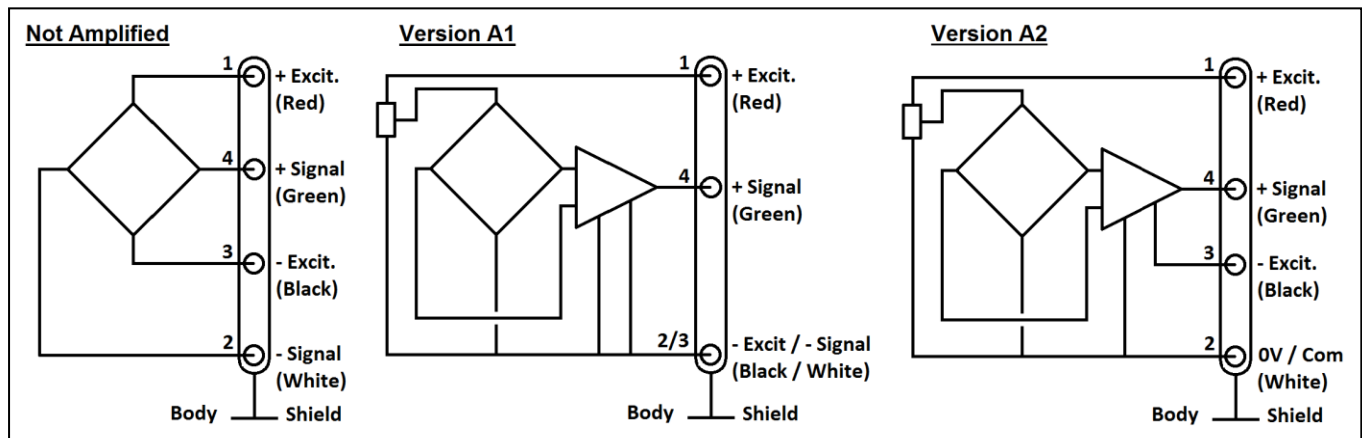 Not Amplified
1
+ Excit.
(Red)
4
+ Signal
(Green)
3
- Excit.
(Black)
2
- Signal
(White)
Body
Shield
Version A1
1
+ Excit.
(Red)
4
+ Signal
(Green)
2/3
- Excit / - Signal
(Black / White)
Body
Shield
Version A2
1
+ Excit.
(Red)
4
+ Signal
(Green)
3
- Excit.
(Black)
2
0V / Com
(White)
Body
Shield